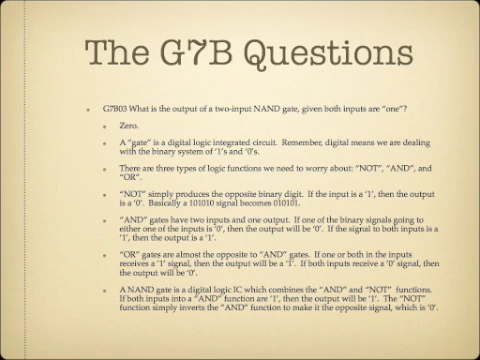 The G7B Questions
G7B03 What is the output of a two-input NAND gate, given both inputs are “one”?
Zero.
A “gate” is a digital logic integrated circuit. Remember, digital means we are dealing
with the binary system of ‘1’s and ‘0’s.
There are three types of logic functions we need to worry about: “NOT”, “AND”, and
“OR”.
“NOT” simply produces the opposite binary digit. If the input is a ‘1’, then the output
is a ‘0’. Basically a 101010 signal becomes 010101.
“AND” gates have two inputs and one output. If one of the binary signals going to
either one of the inputs is ‘0’, then the output will be ‘0’. If the signal to both inputs is a
‘1’, then the output is a ‘1’.
“OR” gates are almost the opposite to “AND” gates. If one or both in the inputs
receives a ‘1’ signal, then the output will be a ‘1’. If both inputs receive a ‘0’ signal, then
the output will be ‘0’.
A NAND gate is a digital logic IC which combines the “AND” and “NOT” functions.
If both inputs into a “AND” function are ‘1’, then the output will be ‘1’. The “NOT”
function simply inverts the “AND” function to make it the opposite signal, which is ‘0’.